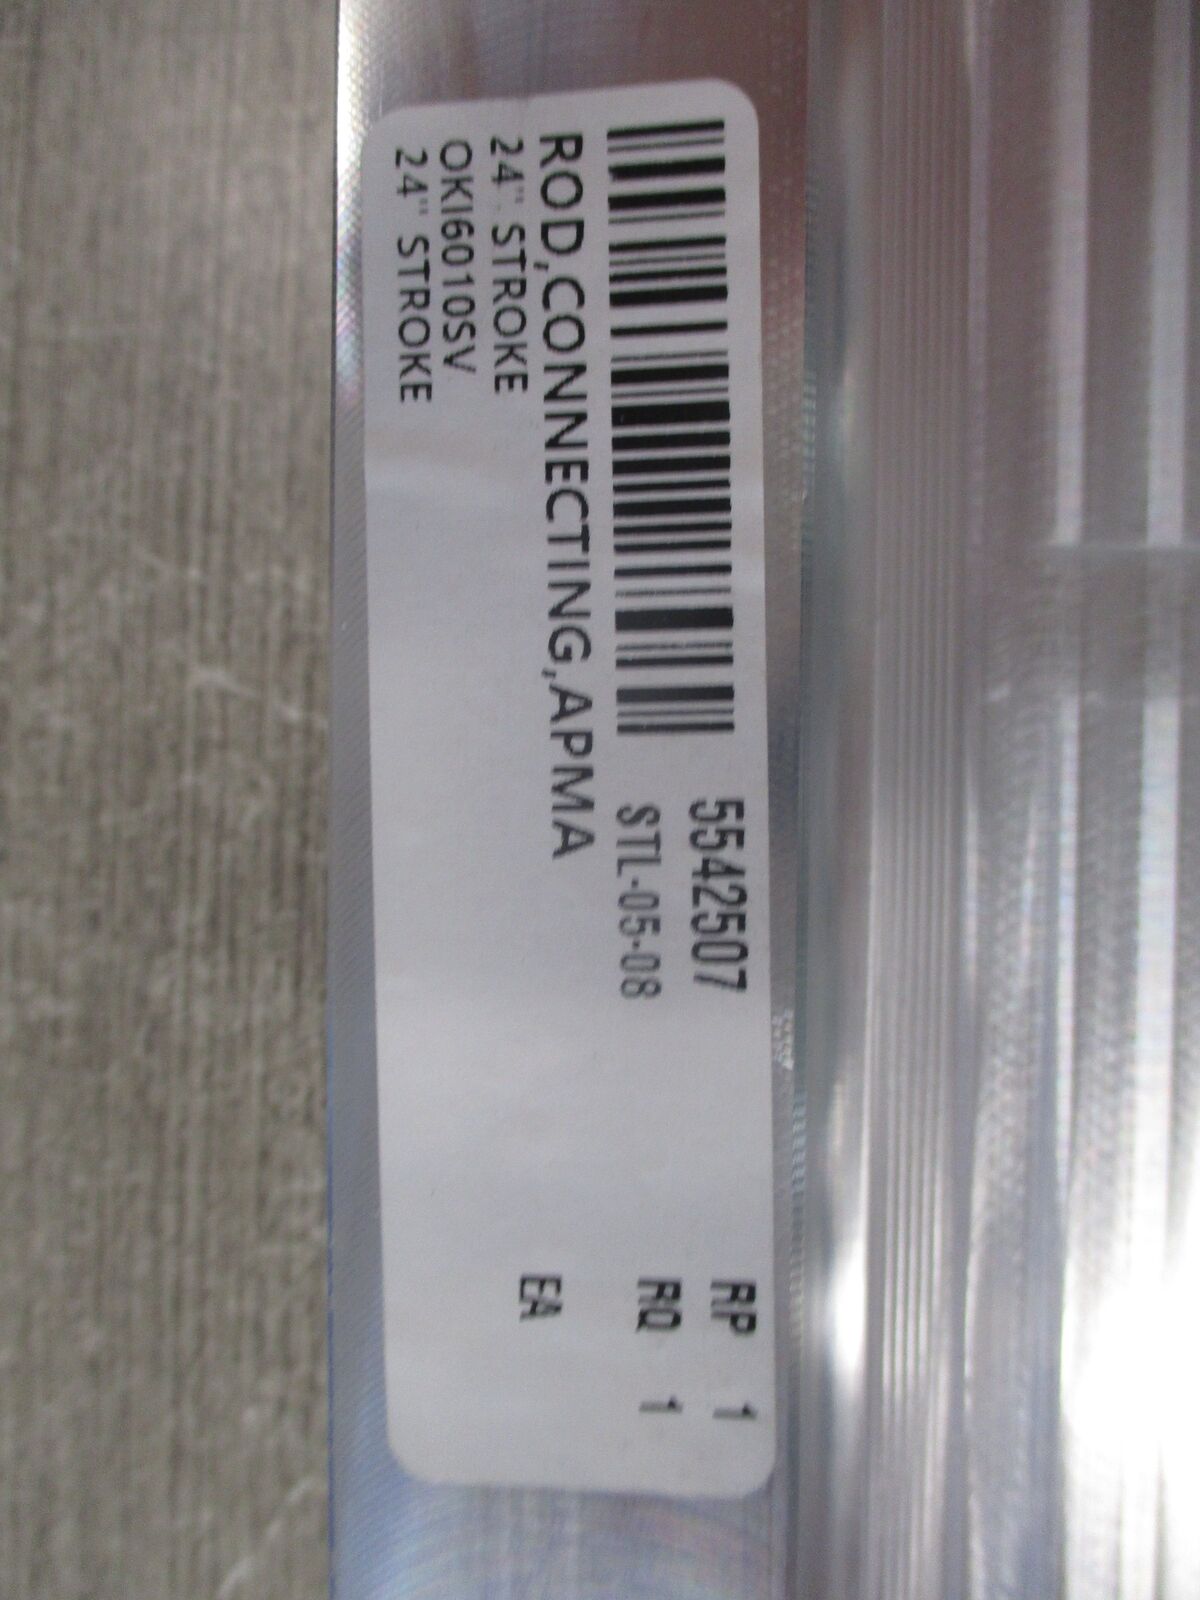 5542507 RP 1
STL-05-08 RQ 1
ROD,CONNECTING,APMA
24" STROKE EA
OKI6010SV
24" STROKE